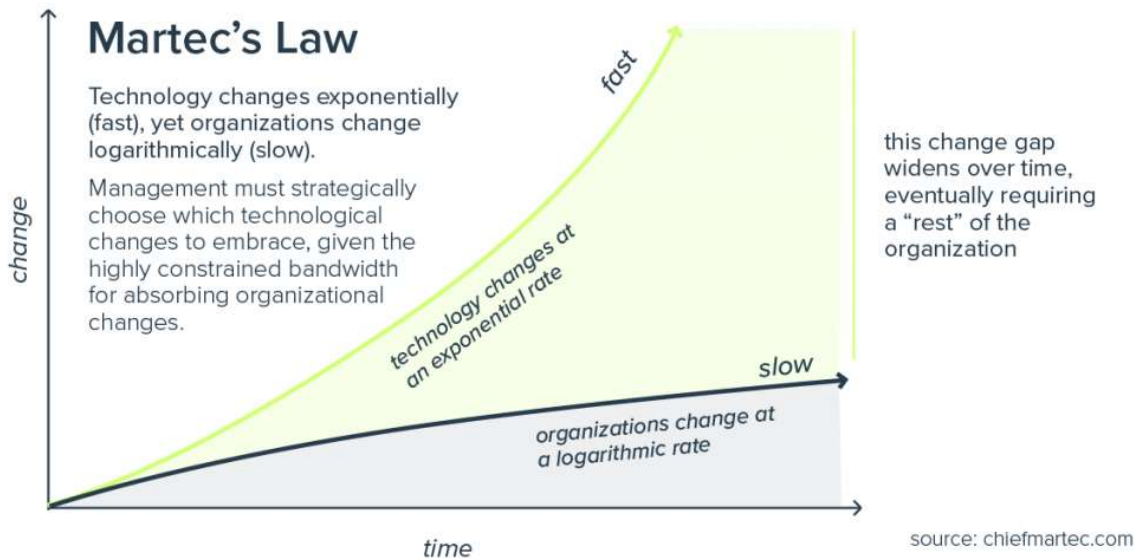 Martec’s Law
Technology changes exponentially
(fast), yet organizations change
logarithmically (slow).
Management must strategically
choose which technological
changes to embrace, given the
highly constrained bandwidth
for absorbing organizational
changes.
change
fast
technology changes at
an exponential rate
slow
organizations change at
a logarithmic rate
this change gap
widens over time,
eventually requiring
a “rest” of the
organization
time
source: chiefmartec.com